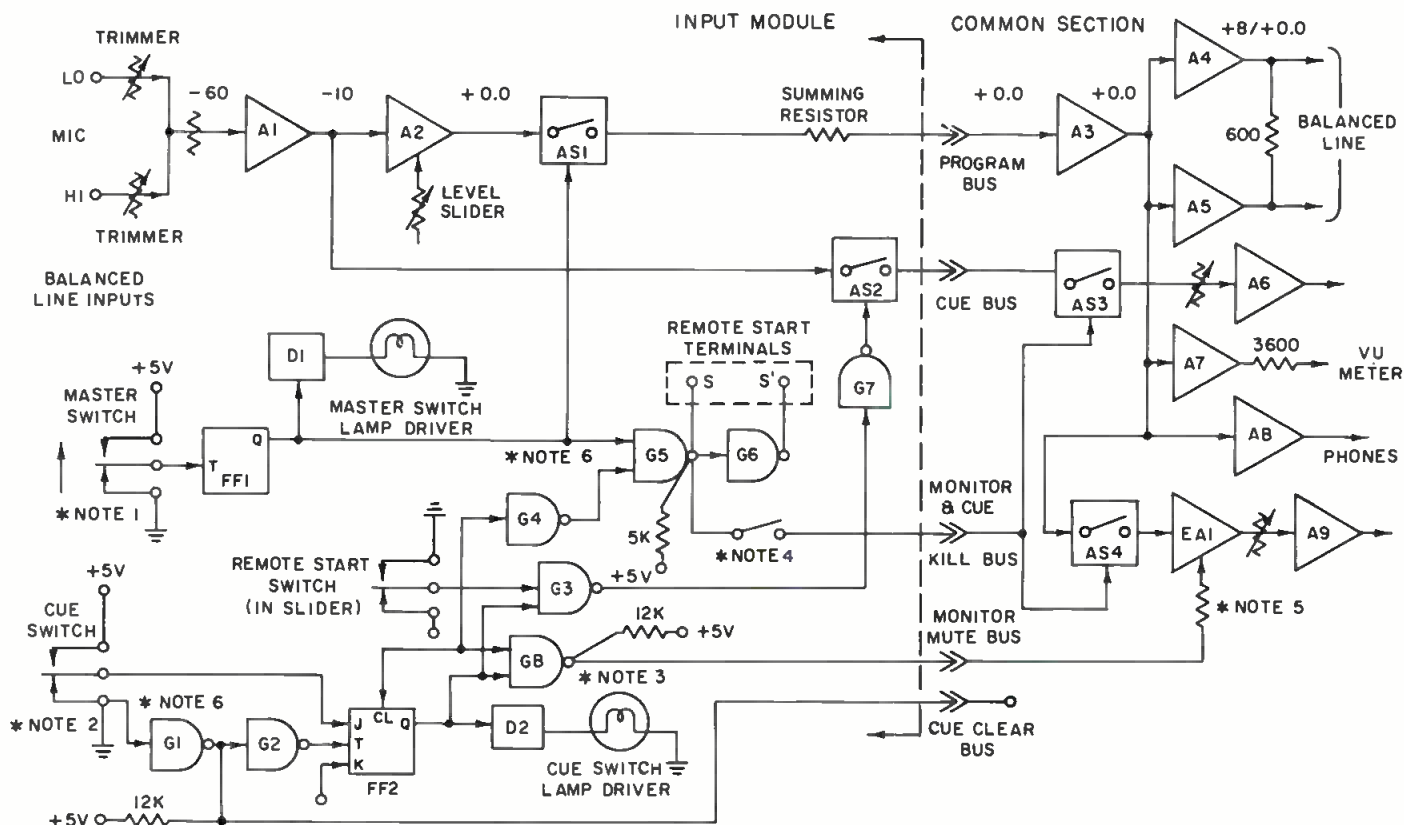 INPUT MODULE
COMMON SECTION
TRIMMER
LO
MIC
HI
TRIMMER
-60
A1
-10
A2
+0.0
AS1
LEVEL
SLIDER
SUMMING
RESISTOR
+0.0
PROGRAM
BUS
A3
+0.0
A4
+8/+0.0
A5
600
BALANCED
LINE
BALANCED
LINE INPUTS
AS2
CUE BUS
AS3
A6
A7
3600
VU
METER
A8
PHONES
+5V
MASTER
SWITCH
* NOTE 1
T
Q
FF1
D1
MASTER SWITCH
LAMP DRIVER
* NOTE 6
REMOTE START
TERMINALS
S
S'
G7
G5
G6
G4
5K
+5V
* NOTE 4
MONITOR
& CUE
KILL BUS
AS4
EA1
A9
* NOTE 5
REMOTE START
SWITCH
(IN SLIDER)
G3
G8
12K
+5V
* NOTE 3
MONITOR
MUTE BUS
+5V
CUE
SWITCH
* NOTE 2
* NOTE 6
G1
G2
J
CL
Q
T
K
FF2
D2
CUE SWITCH
LAMP DRIVER
CUE CLEAR
BUS
+5V
12K